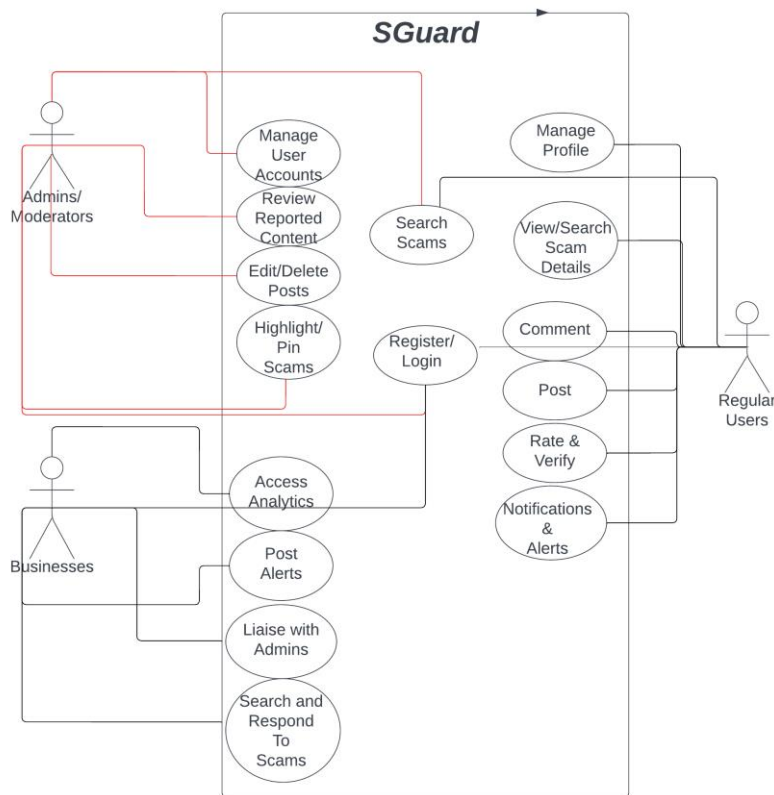 SGuard
Admins/
Moderators
Manage
User
Accounts
Review
Reported
Content
Edit/Delete
Posts
Highlight/
Pin
Scams
Search
Scams
Register/
Login
Manage
Profile
View/Search
Scam
Details
Comment
Post
Rate &
Verify
Notifications
&
Alerts
Regular
Users
Businesses
Access
Analytics
Post
Alerts
Liaise with
Admins
Search and
Respond
To
Scams